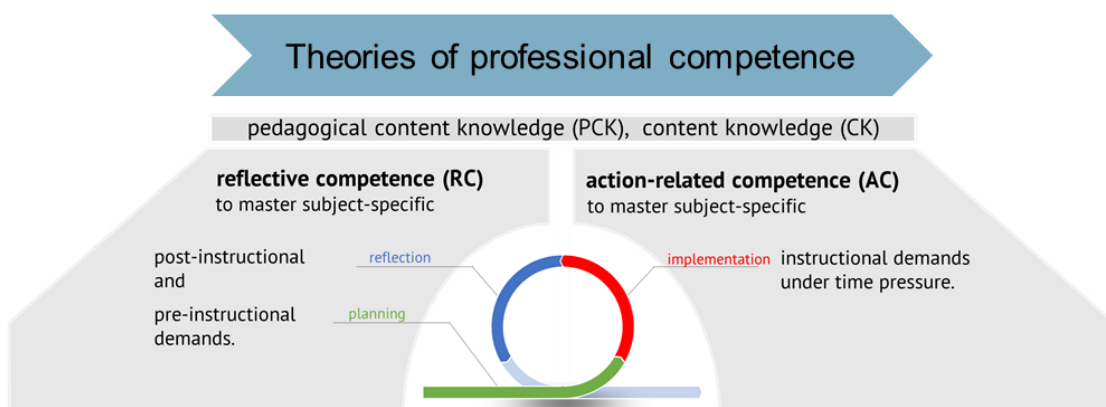 Theories of professional competence
pedagogical content knowledge (PCK), content knowledge (CK)
reflective competence (RC)
to master subject-specific
post-instructional
and
pre-instructional
demands.
reflection
planning
action-related competence (AC)
to master subject-specific
implementation
instructional demands
under time pressure.